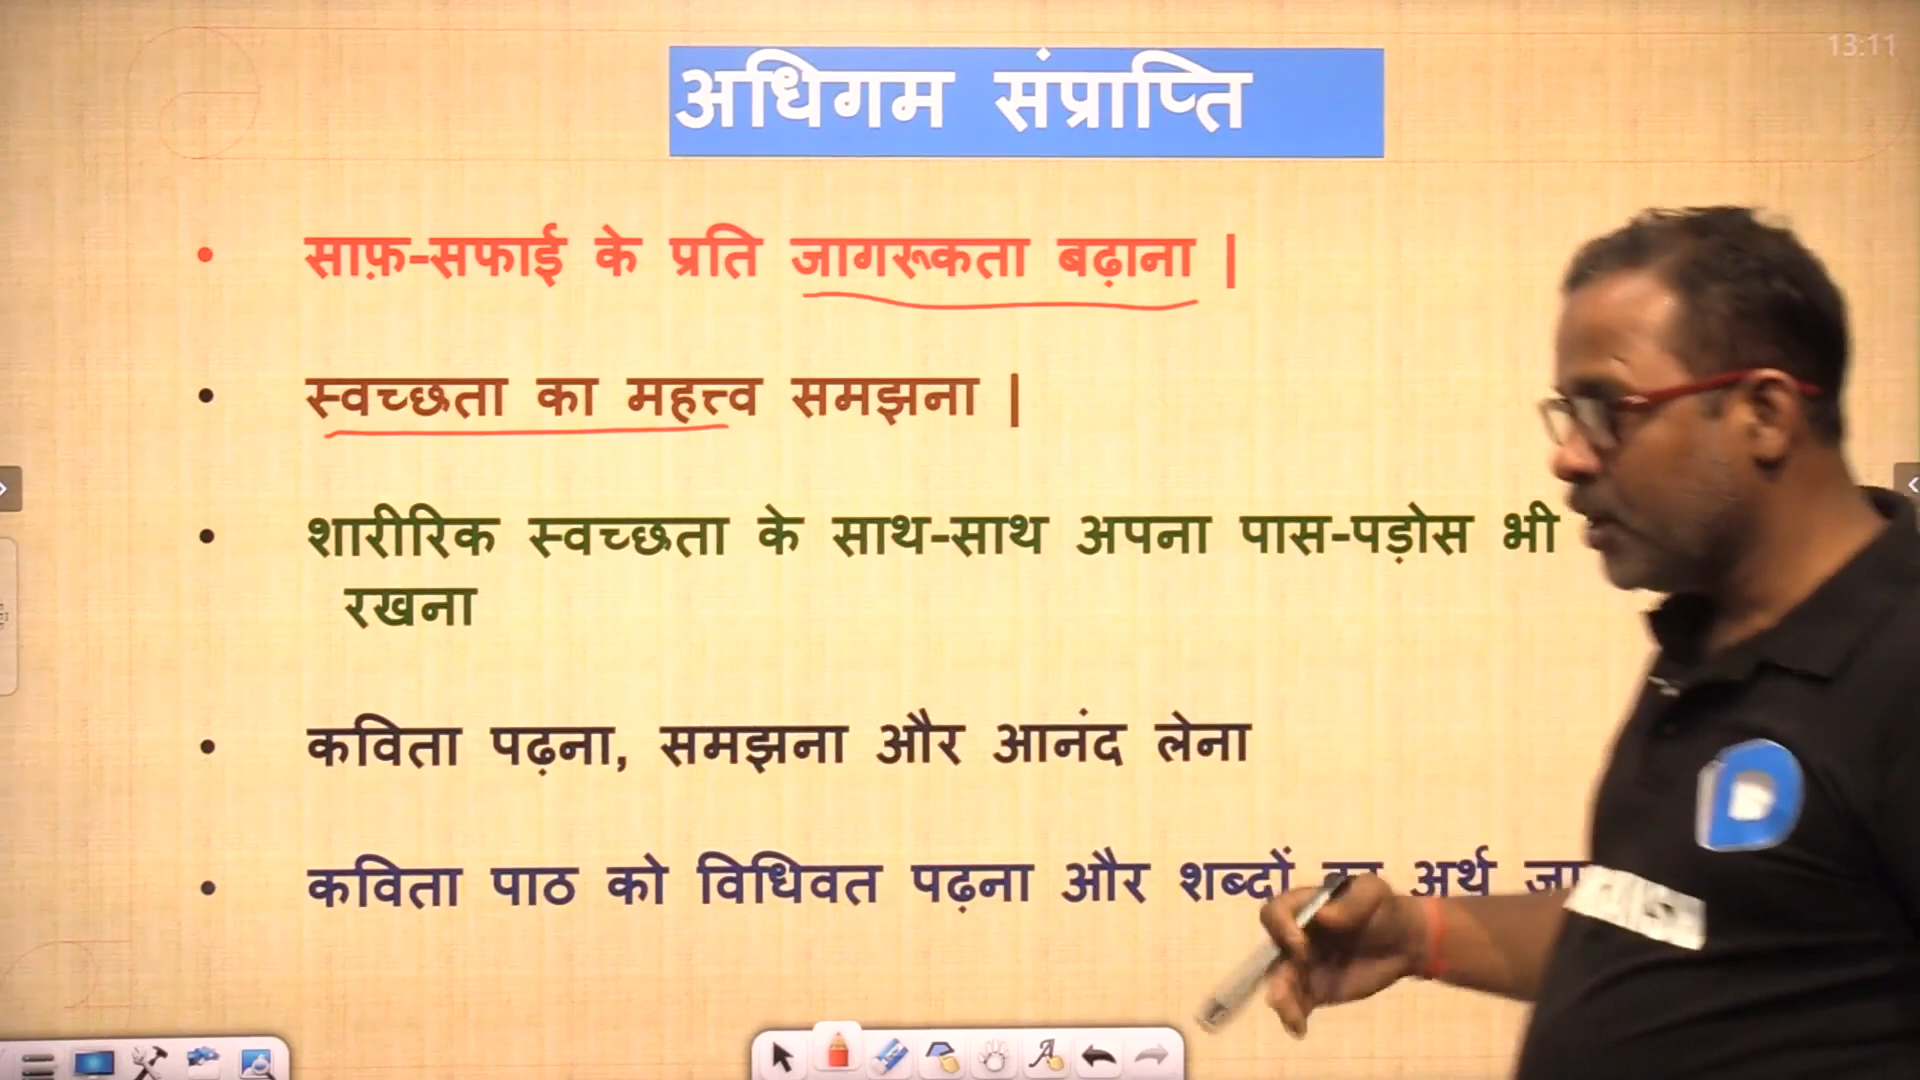 13:11
अधिगम संप्राप्ति
• साफ़-सफाई के प्रति जागरूकता बढ़ाना |
• स्वच्छता का महत्त्व समझना |
• शारीरिक स्वच्छता के साथ-साथ अपना पास-पड़ोस भी
रखना
• कविता पढ़ना, समझना और आनंद लेना
• कविता पाठ को विधिवत पढ़ना और शब्दों अर्थ